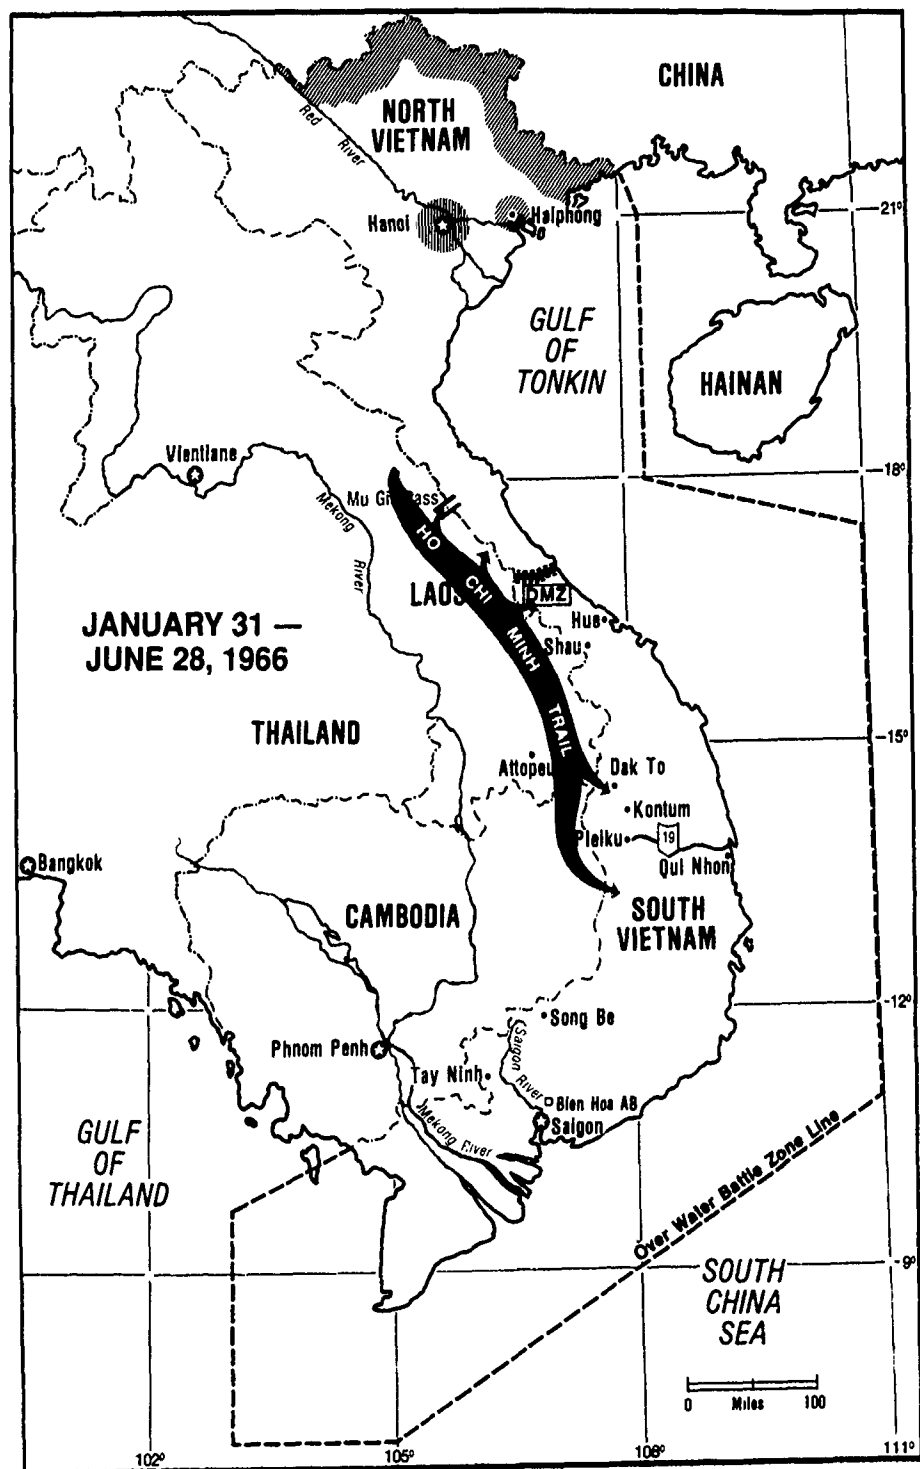 CHINA
NORTH
VIETNAM
Red
River
Hanoi
Haiphong
21°
GULF
OF
TONKIN
HAINAN
Vientiane
18°
Mekong
River
Mu Gia Pass
HO
CHI
MINH
TRAIL
LAOS
DMZ
Hue
Shau
JANUARY 31 —
JUNE 28, 1966
THAILAND
15°
Attopeu
Dak To
Kontum
Pleiku
19
Qui Nhon
Bangkok
CAMBODIA
SOUTH
VIETNAM
12°
Song Be
Saigon
River
Phnom Penh
Tay Ninh
Bien Hoa AB
Saigon
Mekong River
GULF
OF
THAILAND
Over Water Battle Zone Line
9°
SOUTH
CHINA
SEA
0 Miles 100
102°
105°
108°
111°